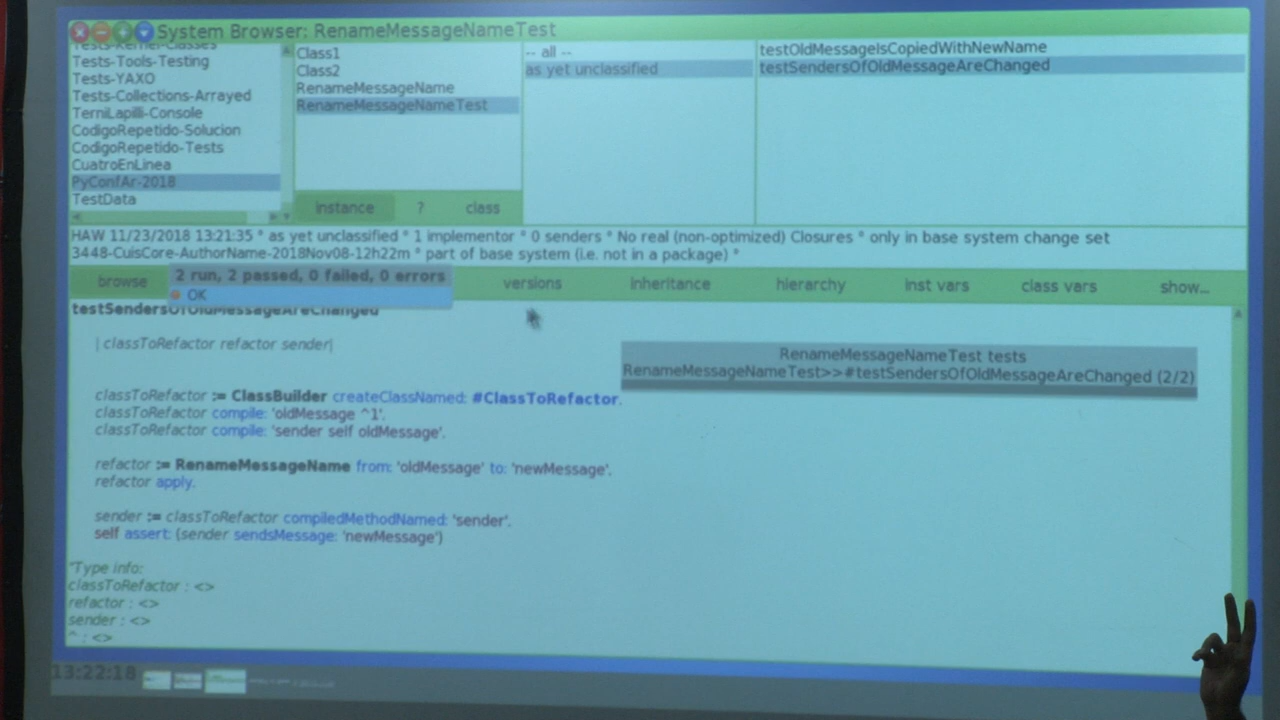 System Browser: RenameMessageNameTest
Tests-Kernel-Classes
Tests-Tools-Testing
Tests-YAXO
Tests-Collections-Arrayed
TerniLapilli-Console
CodigoRepetido-Solucion
CodigoRepetido-Tests
CuatroEnLinea
PyConfAr-2018
TestData
Class1
Class2
RenameMessageName
RenameMessageNameTest
instance ? class
-- all --
as yet unclassified
testOldMessageIsCopiedWithNewName
testSendersOfOldMessageAreChanged
HAW 11/23/2018 13:21:35 * as yet unclassified * 1 implementor * 0 senders * No real (non-optimized) Closures * only in base system change set
3448-CuisCore-AuthorName-2018Nov08-12h22m * part of base system (i.e. not in a package) *
browse versions inheritance hierarchy inst vars class vars show...
2 run, 2 passed, 0 failed, 0 errors
OK
testSendersOfOldMessageAreChanged
| classToRefactor refactor sender|
RenameMessageNameTest tests
RenameMessageNameTest>>#testSendersOfOldMessageAreChanged (2/2)
classToRefactor := ClassBuilder createClassNamed: #ClassToRefactor.
classToRefactor compile: 'oldMessage ^1'.
classToRefactor compile: 'sender self oldMessage'.
refactor := RenameMessageName from: 'oldMessage' to: 'newMessage'.
refactor apply.
sender := classToRefactor compiledMethodNamed: 'sender'.
self assert: (sender sendsMessage: 'newMessage')
"Type info:
classToRefactor : <>
refactor : <>
sender : <>
^ : <>
13:22:18